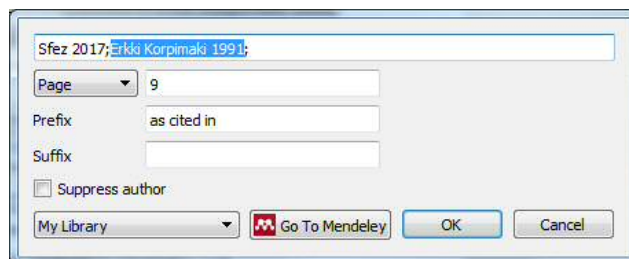 Sfez 2017;Erkki Korpimaki 1991;
Page 9
Prefix as cited in
Suffix
Suppress author
My Library Go To Mendeley OK Cancel